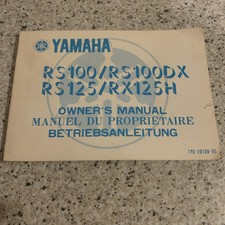 YAMAHA
RS100/RS100DX
RS125/RX125H
OWNER'S MANUAL
MANUEL DU PROPRIETAIRE
BETRIEBSANLEITUNG